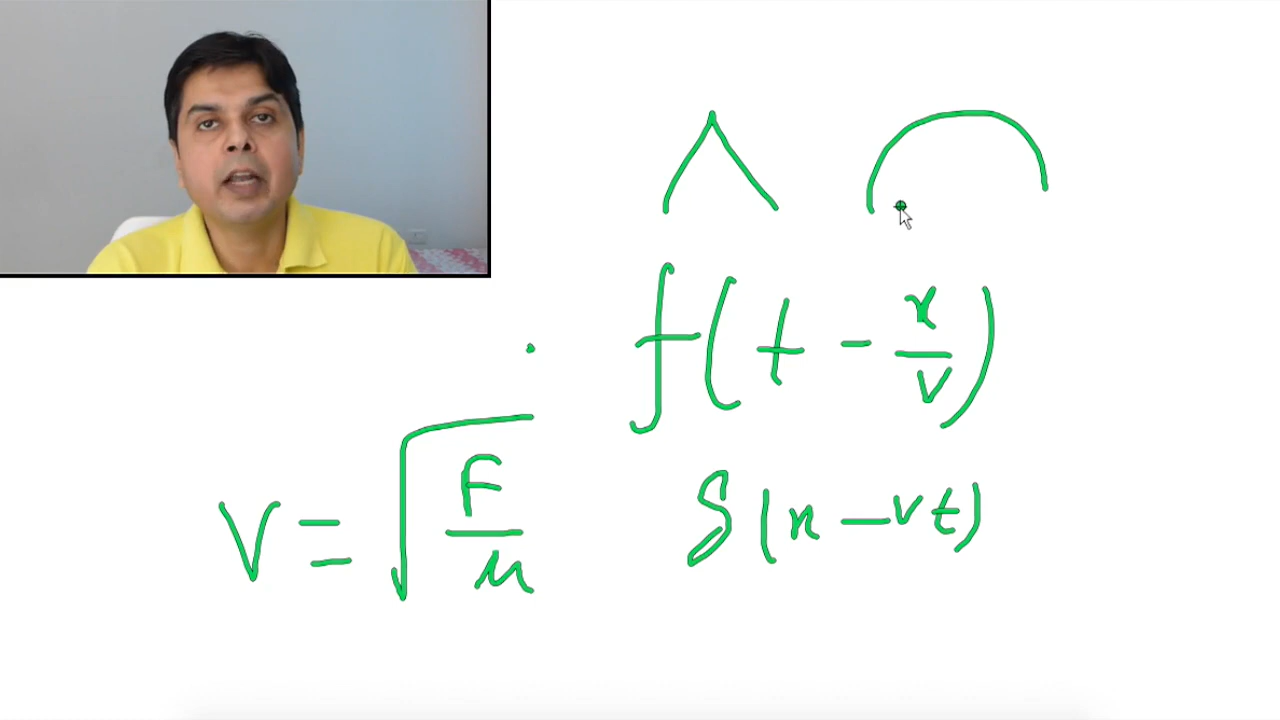 f(t - x/v)
V = √(F/μ)
g(x - vt)